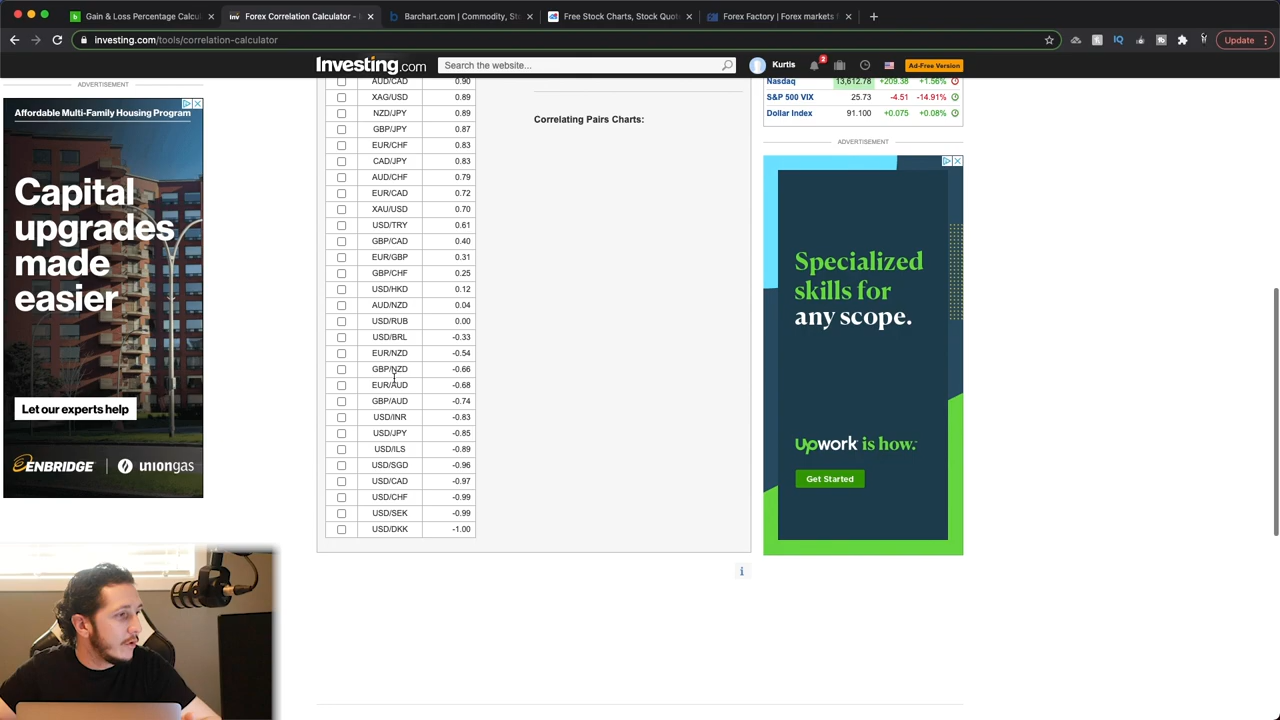 Gain & Loss Percentage Calcul
Forex Correlation Calculator -
Barchart.com | Commodity, St
Free Stock Charts, Stock Quot
Forex Factory | Forex markets f
investing.com/tools/correlation-calculator
Update
Investing.com
Search the website...
Kurtis
2
Ad-Free Version
ADVERTISEMENT
Affordable Multi-Family Housing Program
Capital
upgrades
made
easier
Let our experts help
ENBRIDGE
uniongas
AUD/CAD 0.90
XAG/USD 0.89
NZD/JPY 0.89
GBP/JPY 0.87
EUR/CHF 0.83
CAD/JPY 0.83
AUD/CHF 0.79
EUR/CAD 0.72
XAU/USD 0.70
USD/TRY 0.61
GBP/CAD 0.40
EUR/GBP 0.31
GBP/CHF 0.25
USD/HKD 0.12
AUD/NZD 0.04
USD/RUB 0.00
USD/BRL -0.33
EUR/NZD -0.54
GBP/NZD -0.66
EUR/AUD -0.68
GBP/AUD -0.74
USD/INR -0.83
USD/JPY -0.85
USD/ILS -0.89
USD/SGD -0.96
USD/CAD -0.97
USD/CHF -0.99
USD/SEK -0.99
USD/DKK -1.00
Correlating Pairs Charts:
Nasdaq 13,612.78 +209.38 +1.56%
S&P 500 VIX 25.73 -4.51 -14.91%
Dollar Index 91.100 +0.075 +0.08%
ADVERTISEMENT
Specialized
skills for
any scope.
Upwork is how.
Get Started